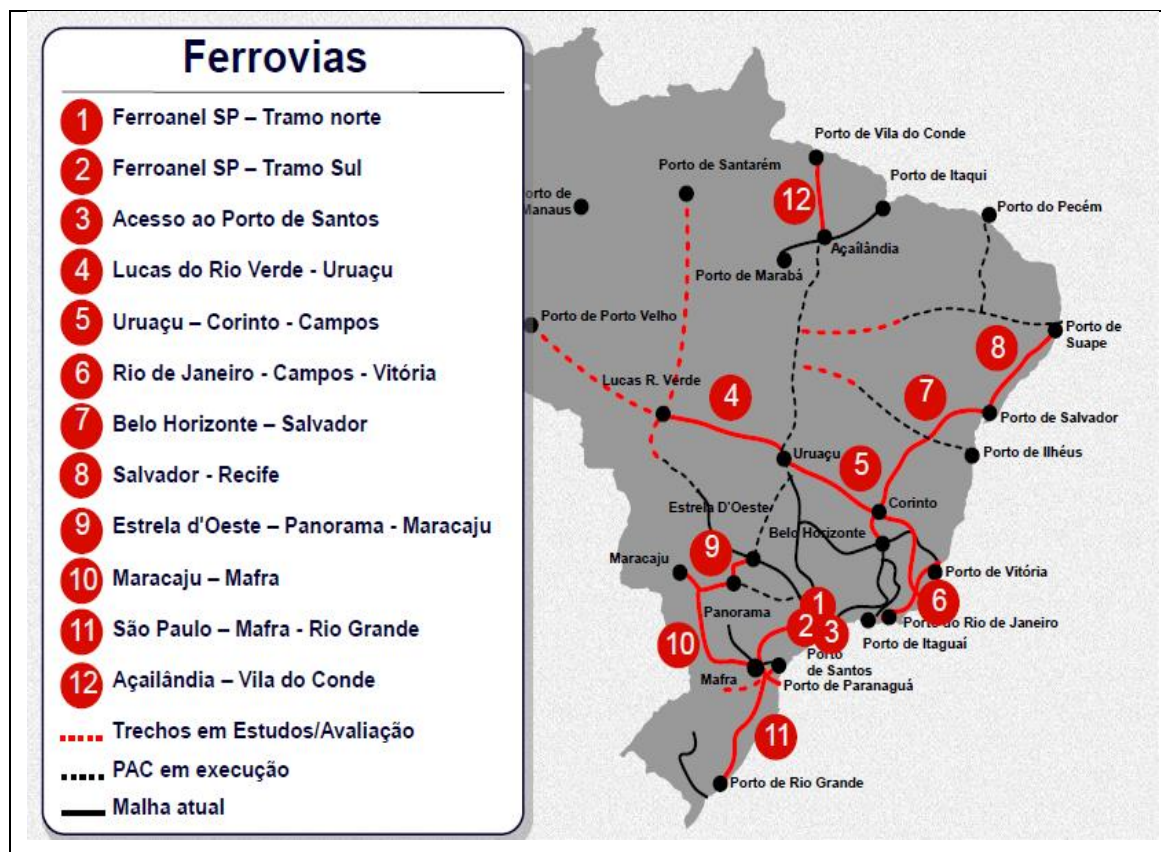 Ferrovias
1 Ferroanel SP – Tramo norte
2 Ferroanel SP – Tramo Sul
3 Acesso ao Porto de Santos
4 Lucas do Rio Verde - Uruaçu
5 Uruaçu – Corinto - Campos
6 Rio de Janeiro - Campos - Vitória
7 Belo Horizonte – Salvador
8 Salvador - Recife
9 Estrela d'Oeste – Panorama - Maracaju
10 Maracaju – Mafra
11 São Paulo – Mafra - Rio Grande
12 Açailândia – Vila do Conde
Trechos em Estudos/Avaliação
PAC em execução
Malha atual
Porto de Vila do Conde
Porto de Santarém
Porto de Itaqui
orto de
Manaus
12
Porto do Pecém
Açaílândia
Porto de Marabá
Porto de Porto Velho
Porto de
Suape
8
Lucas R. Verde
4
7
Porto de Salvador
Uruaçu
5
Porto de Ilhéus
Estrela D'Oeste
Corinto
Belo Horizonte
9
Maracaju
Porto de Vitória
Panorama
1
6
2
3
Porto do Rio de Janeiro
10
Porto de Itaguaí
Porto
de Santos
Mafra
Porto de Paranaguá
11
Porto de Rio Grande